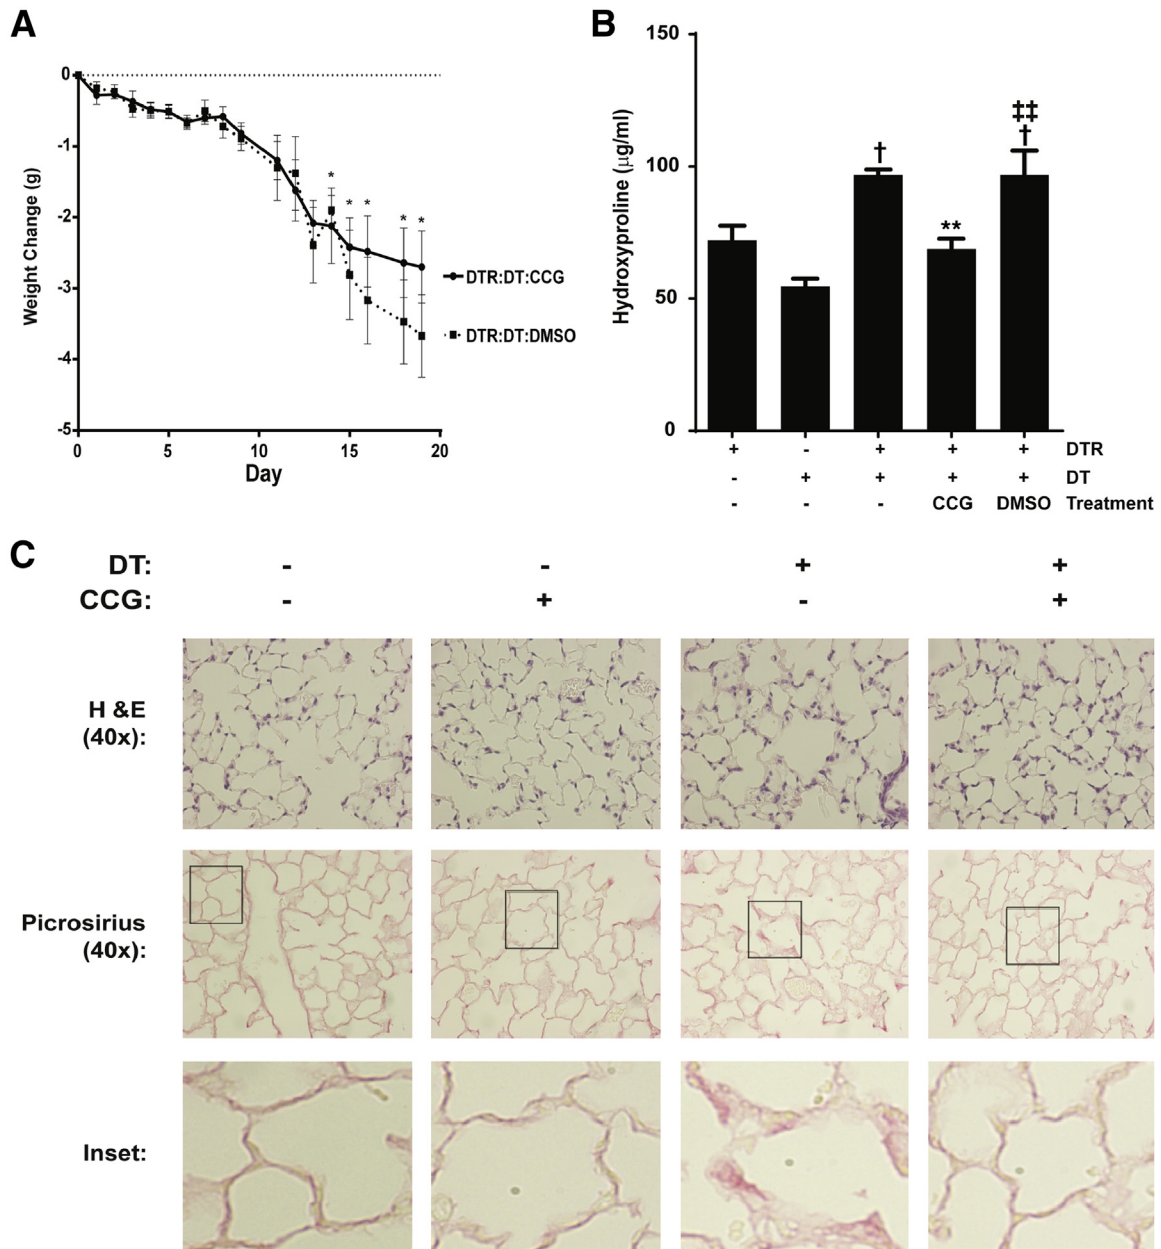 A
0
-1
-2
-3
-4
-5
Weight Change (g)
* * * * *
DTR:DT:CCG
DTR:DT:DMSO
0 5 10 15 20
Day
B
150
100
50
0
Hydroxyproline (μg/ml)
†
**
‡‡
†
+ - + + + DTR
- + + + + DT
- - - CCG DMSO Treatment
C
DT: - - + +
CCG: - + - +
H &E
(40x):
Picrosirius
(40x):
Inset: